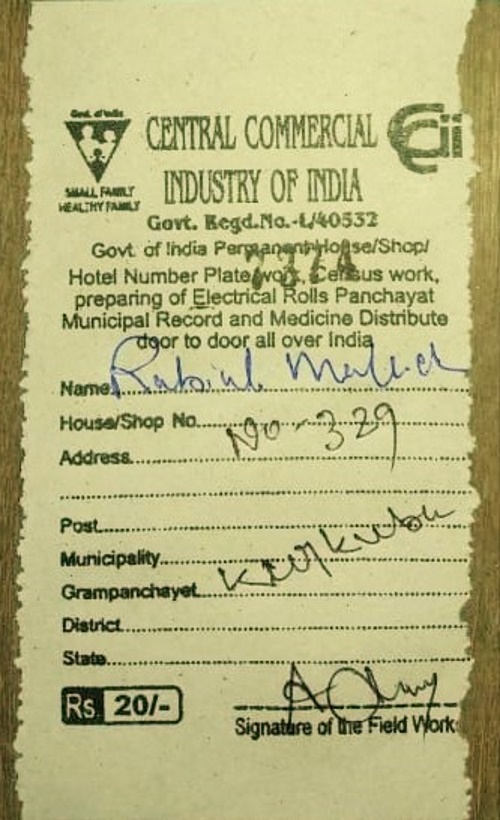 Govt. of India
SMALL FAMILY
HEALTHY FAMILY
CENTRAL COMMERCIAL
INDUSTRY OF INDIA
CCii
Govt. Regd.No.-L/40532
Govt. of India Permanent House/Shop/
Hotel Number Plate work, Census work,
preparing of Electrical Rolls Panchayat
Municipal Record and Medicine Distribute
door to door all over India
Name
House/Shop No. No-329
Address
Post
Municipality
Grampanchayet
District
State
Rs. 20/-
Signature of the Field Work